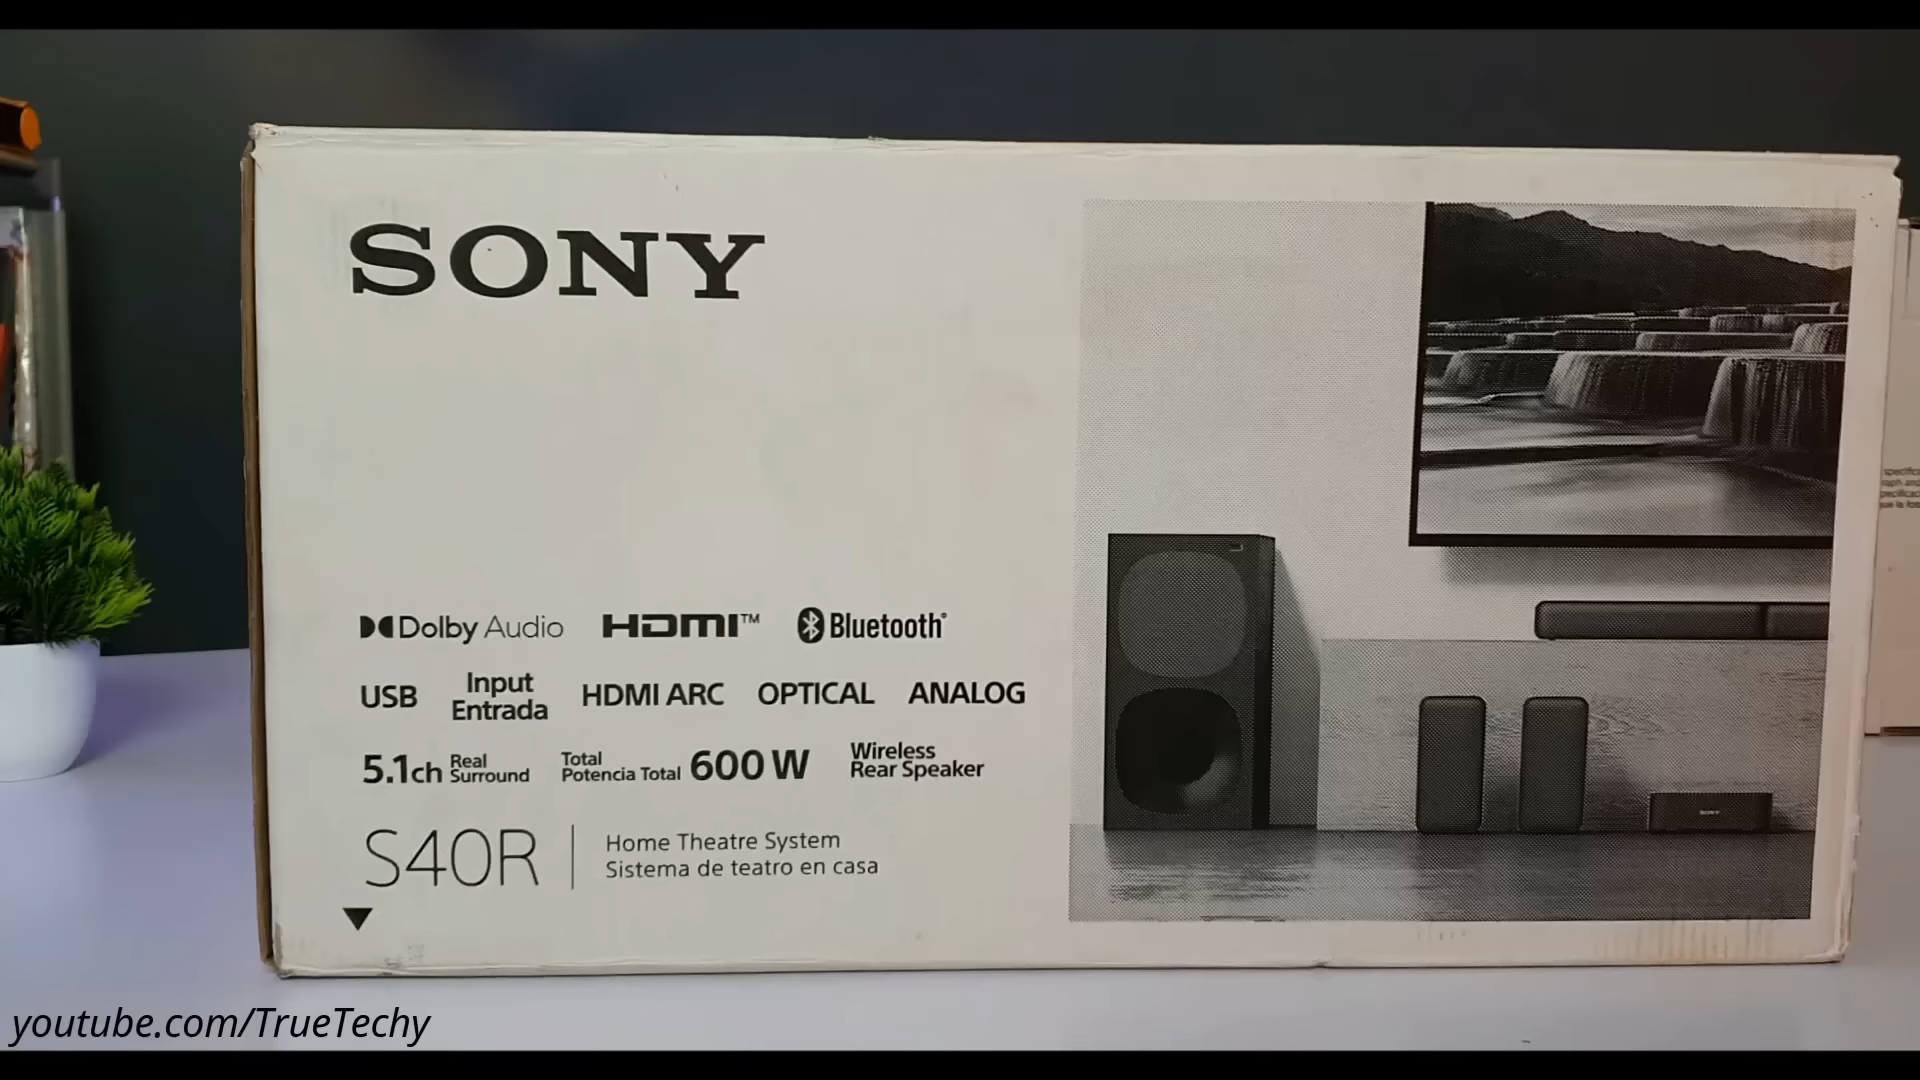 SONY
Dolby Audio HDMI™ Bluetooth®
USB Input Entrada HDMI ARC OPTICAL ANALOG
5.1ch Real Surround Total Potencia Total 600 W Wireless Rear Speaker
S40R Home Theatre System
Sistema de teatro en casa
SONY
youtube.com/TrueTechy